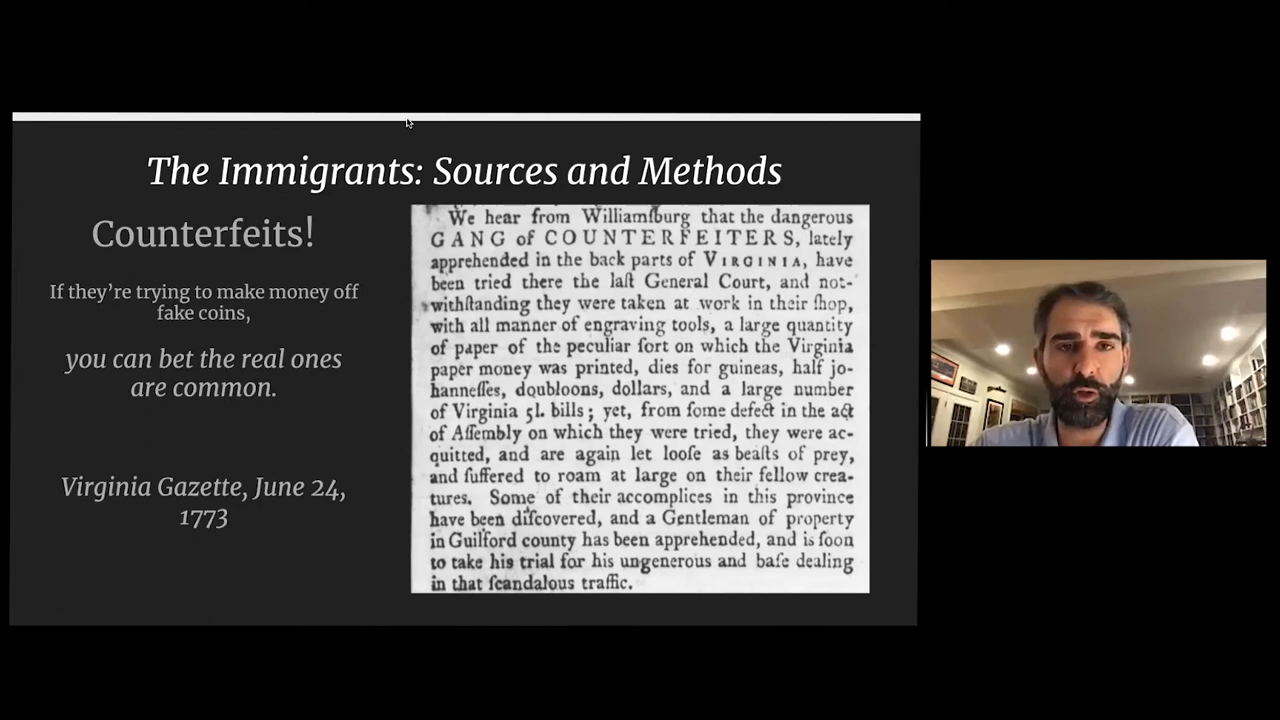 The Immigrants: Sources and Methods
Counterfeits!
If they're trying to make money off
fake coins,
you can bet the real ones
are common.
Virginia Gazette, June 24,
1773
We hear from Williamſburg that the dangerous
GANG of COUNTERFEITERS, lately
apprehended in the back parts of VIRGINIA, have
been tried there the laſt General Court, and not-
withſtanding they were taken at work in their ſhop,
with all manner of engraving tools, a large quantity
of paper of the peculiar ſort on which the Virginia
paper money was printed, dies for guineas, half jo-
hanneſſes, doubloons, dollars, and a large number
of Virginia 5l. bills; yet, from ſome defect in the act
of Aſſembly on which they were tried, they were ac-
quitted, and are again let looſe as beaſts of prey,
and ſuffered to roam at large on their fellow crea-
tures. Some of their accomplices in this province
have been diſcovered, and a Gentleman of property
in Guilford county has been apprehended, and is ſoon
to take his trial for his ungenerous and baſe dealing
in that ſcandalous traffic.